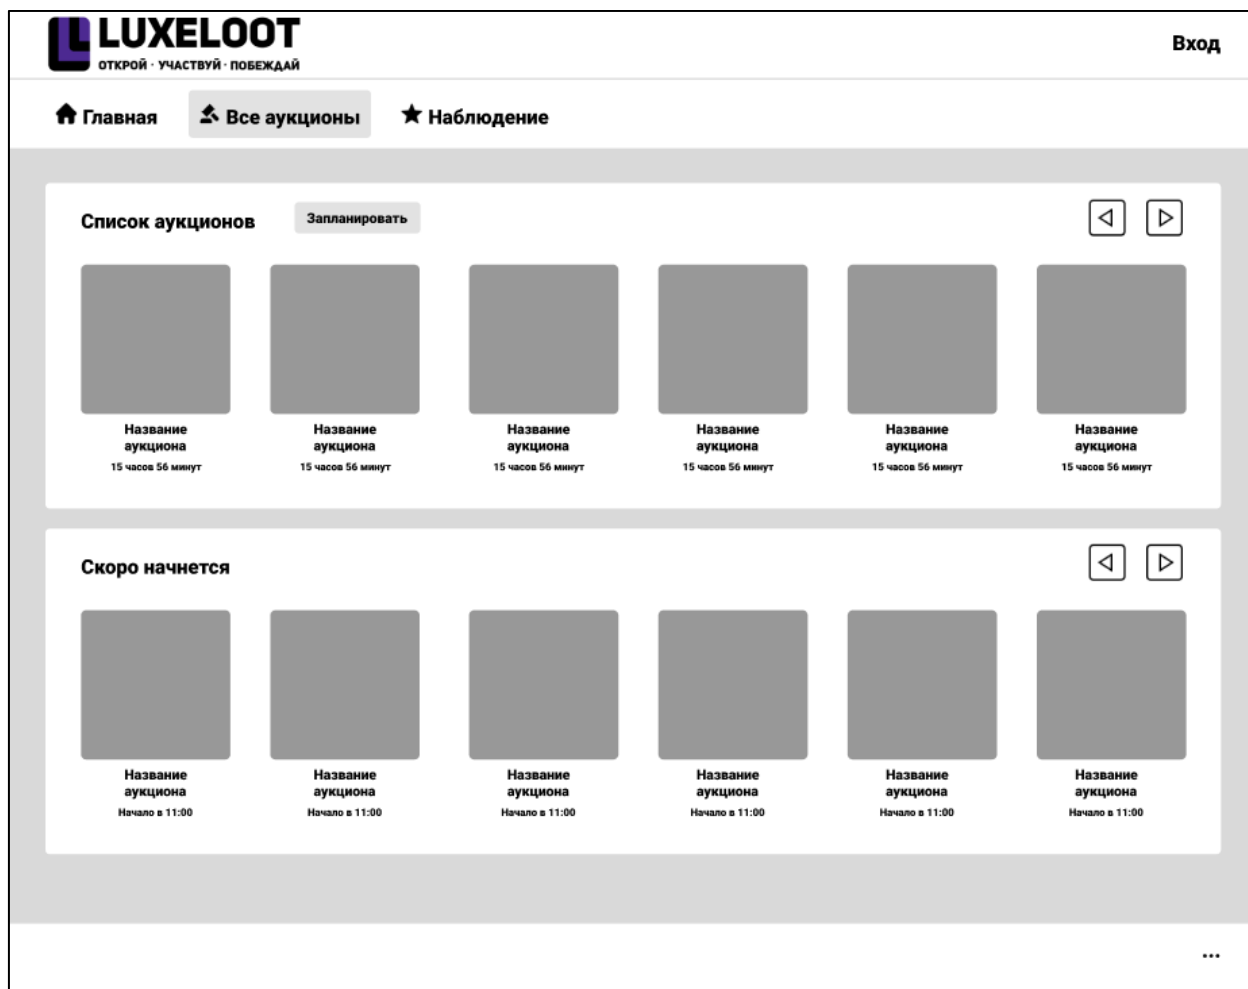 LUXELOOT
ОТКРОЙ · УЧАСТВУЙ · ПОБЕЖДАЙ
Вход
Главная
Все аукционы
Наблюдение
Список аукционов
Запланировать
Название
аукциона
15 часов 56 минут
Название
аукциона
15 часов 56 минут
Название
аукциона
15 часов 56 минут
Название
аукциона
15 часов 56 минут
Название
аукциона
15 часов 56 минут
Название
аукциона
15 часов 56 минут
Скоро начнется
Название
аукциона
Начало в 11:00
Название
аукциона
Начало в 11:00
Название
аукциона
Начало в 11:00
Название
аукциона
Начало в 11:00
Название
аукциона
Начало в 11:00
Название
аукциона
Начало в 11:00
...